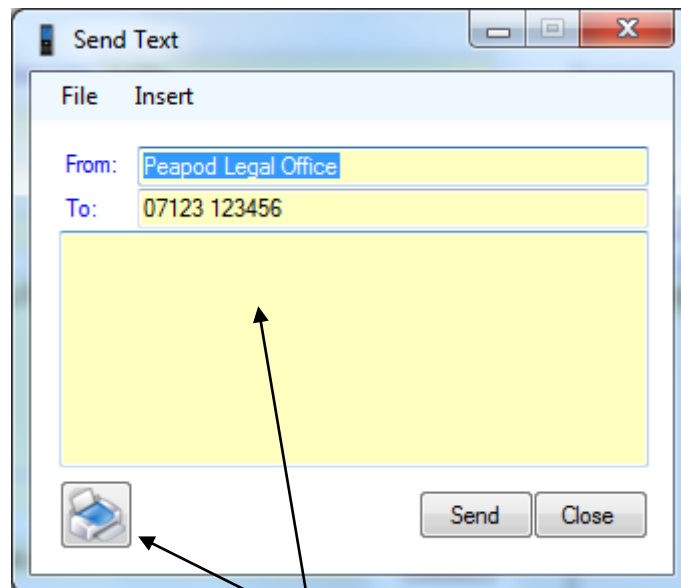 Send Text
File Insert
From: Peapod Legal Office
To: 07123 123456
Send Close